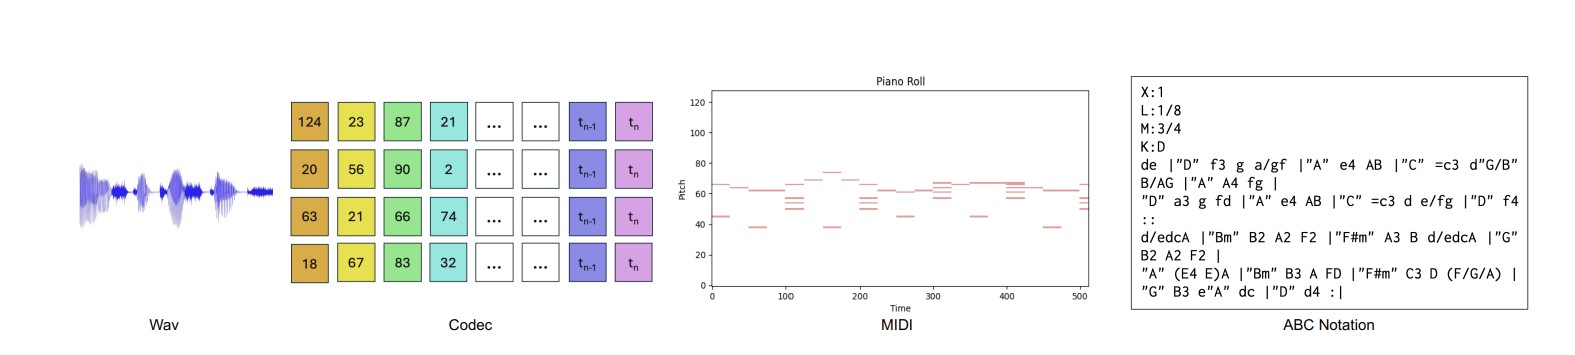 124 23 87 21 ... ... tn-1 tn
20 56 90 2 ... ... tn-1 tn
63 21 66 74 ... ... tn-1 tn
18 67 83 32 ... ... tn-1 tn
Piano Roll
120
100
80
60
40
20
0
Pitch
0 100 200 300 400 500
Time
X:1
L:1/8
M:3/4
K:D
de |"D" f3 g a/gf |"A" e4 AB |"C" =c3 d"G/B"
B/AG |"A" A4 fg |
"D" a3 g fd |"A" e4 AB |"C" =c3 d e/fg |"D" f4
::
d/edcA |"Bm" B2 A2 F2 |"F#m" A3 B d/edcA |"G"
B2 A2 F2 |
"A" (E4 E)A |"Bm" B3 A FD |"F#m" C3 D (F/G/A) |
"G" B3 e"A" dc |"D" d4 :|
Wav
Codec
MIDI
ABC Notation